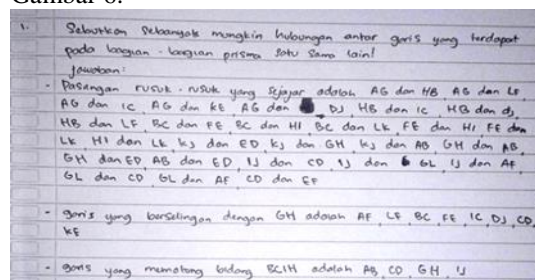 Gambar 6.
1. Sebutkan Sebanyak mungkin hubungan antar garis yang terdapat
pada bagian - bagian prisma satu sama lain!
Jawaban:
- Pasangan rusuk - rusuk yang sejajar adalah AG dan HB AG dan LF
AG dan IC, AG dan KE, AG dan DJ HB dan IC, HB dan dj
HB dan LF BC dan FE BC dan HI BC dan LK FE dan HI FE dan
LK HI dan LK kj dan ED kj dan GH kj dan AB GH dan AB
GH dan ED AB dan ED, IJ dan CD IJ dan GL IJ dan AF
GL dan CD GL dan AF CD dan EF
- garis yang bersilangan dengan GH adalah AF LF BC FE IC DJ CD
KE
- garis yang memotong bidang BCIH adalah AB CD GH IJ